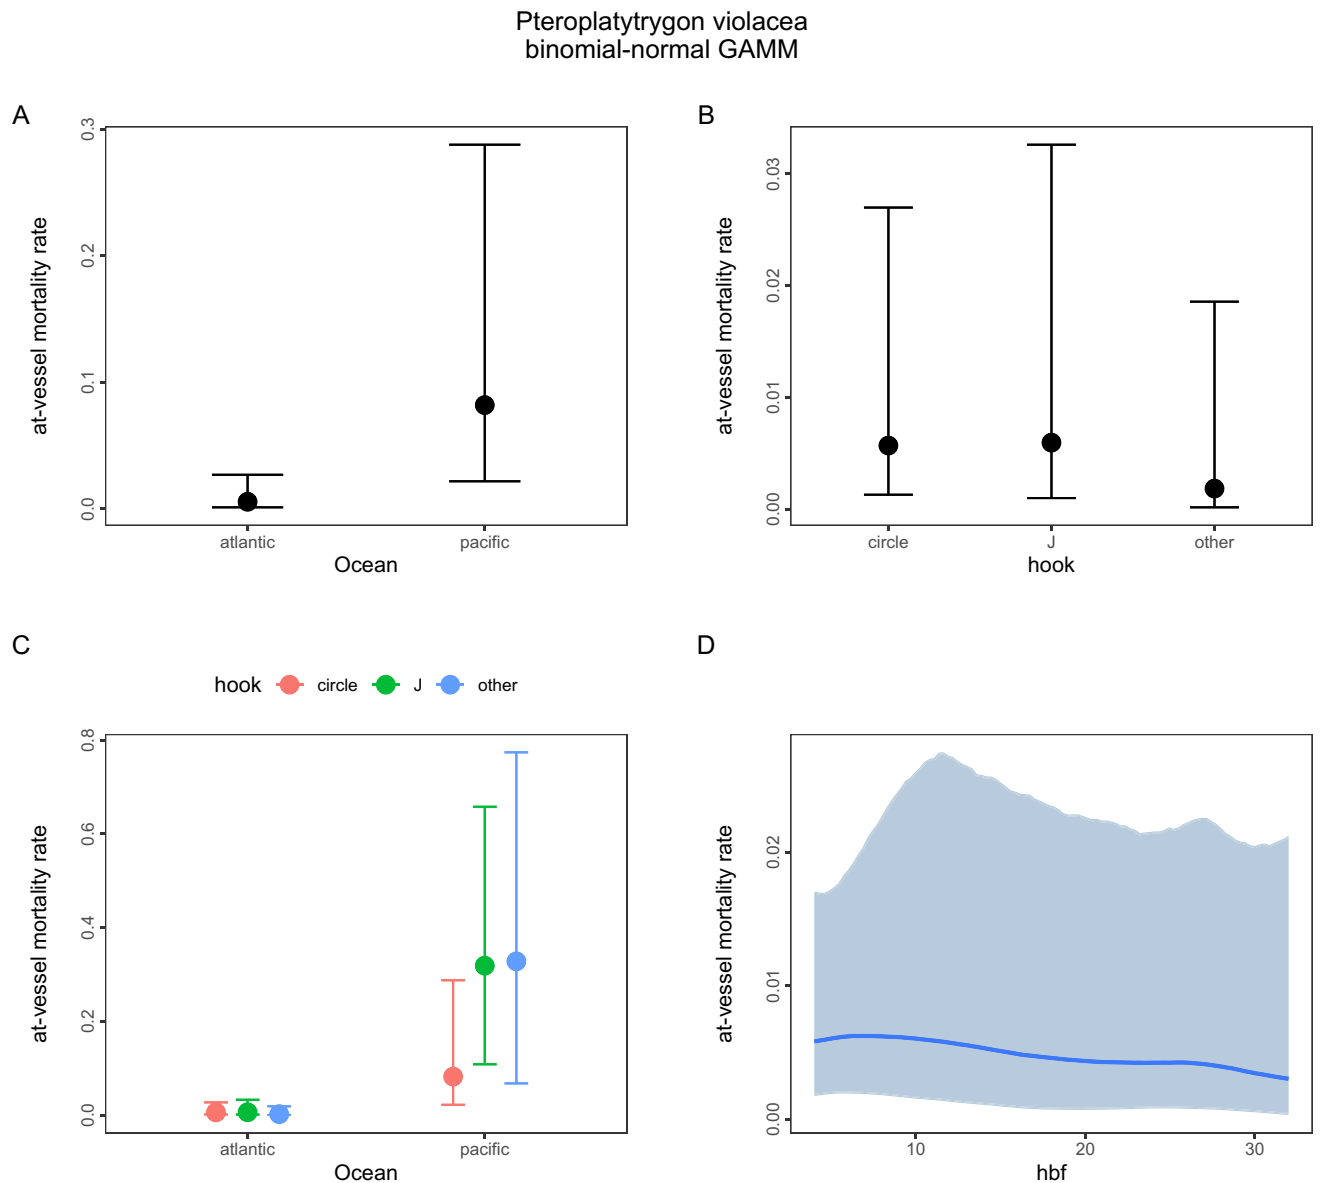 Pteroplatytrygon violacea
binomial-normal GAMM
A
at-vessel mortality rate
0.3
0.2
0.1
0.0
atlantic pacific
Ocean
B
at-vessel mortality rate
0.03
0.02
0.01
0.00
circle J other
hook
C
hook circle J other
at-vessel mortality rate
0.8
0.6
0.4
0.2
0.0
atlantic pacific
Ocean
D
at-vessel mortality rate
0.02
0.01
0.00
10 20 30
hbf